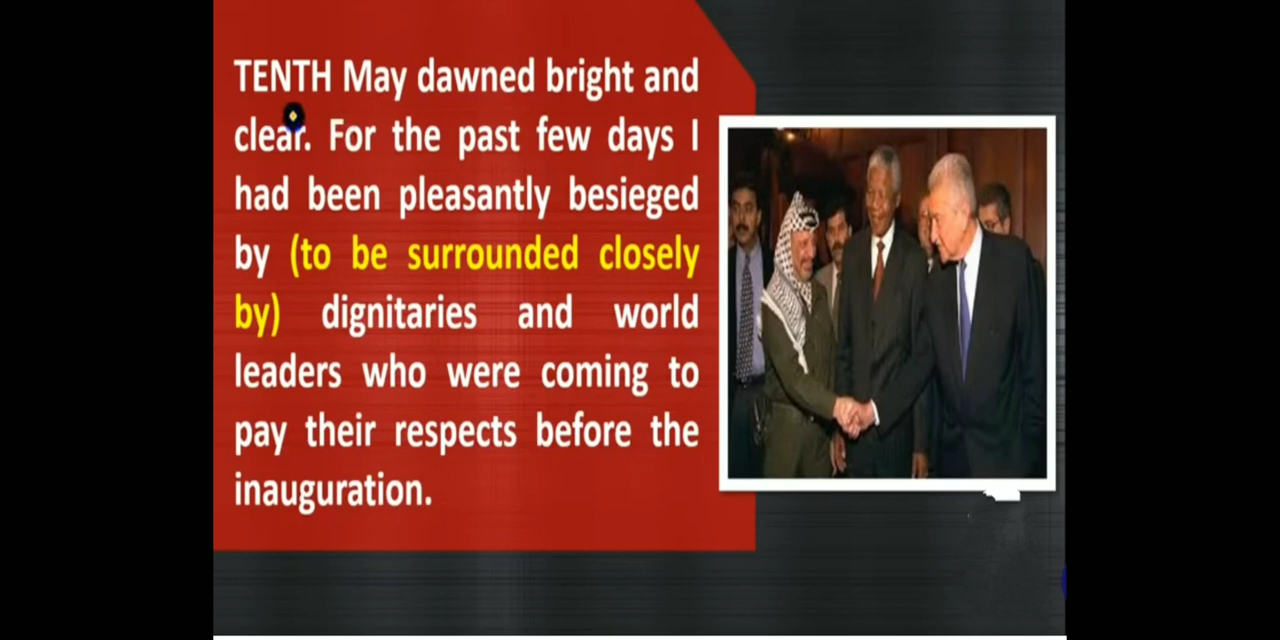 TENTH May dawned bright and
clear. For the past few days I
had been pleasantly besieged
by (to be surrounded closely
by) dignitaries and world
leaders who were coming to
pay their respects before the
inauguration.